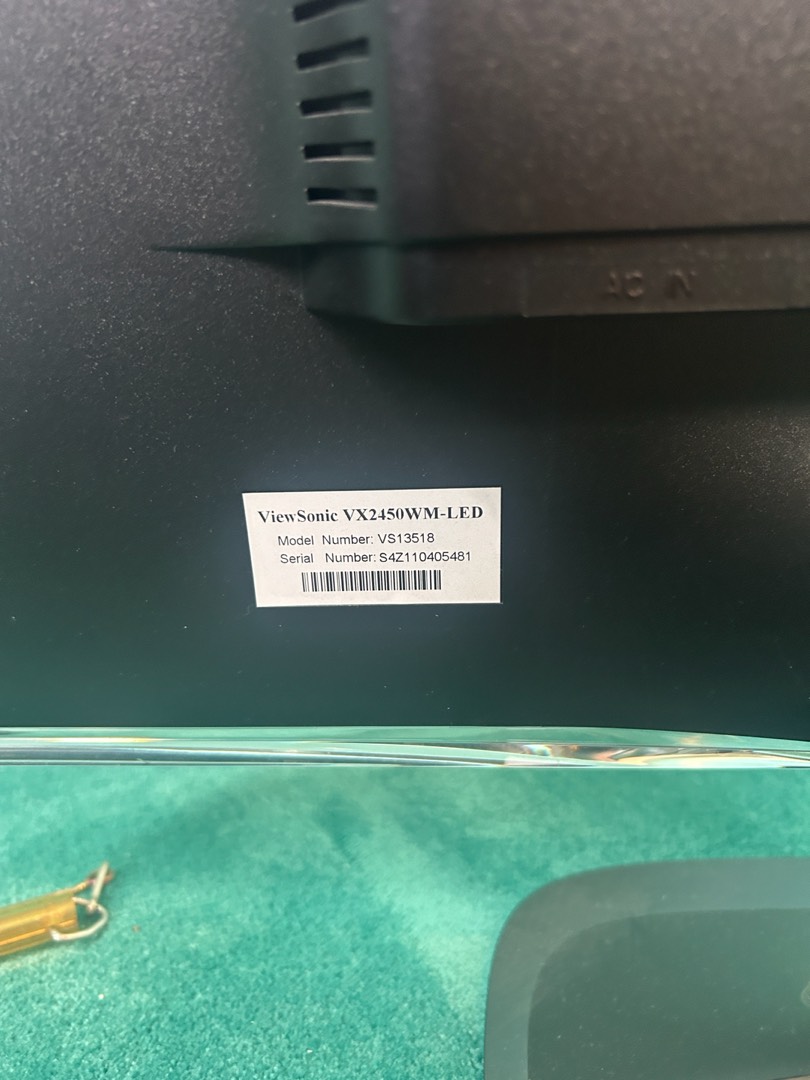 AC IN
ViewSonic VX2450WM-LED
Model Number: VS13518
Serial Number: S4Z110405481